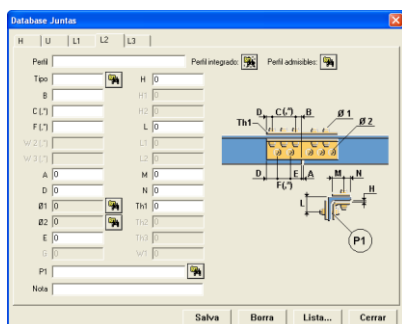 Database Juntas
H U L1 L2 L3
Perfil Perfil integrado: Perfil admisibles:
Tipo H 0
B H1 0
C (,") H2 0
F (,") L 0
W 2 (") L1 0
W 3 (") L2 0
A 0 M 0
D 0 N 0
Ø1 0 Th1 0
Ø2 0 Th2 0
E 0 Th3 0
G 0 W1 0
P1
Nota
D C(,") B Ø 1
Th1 Ø 2
D E A M N
F(,") H
L
P1
Salva Borra Lista... Cerrar